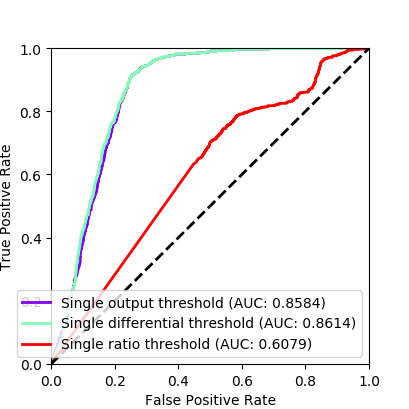 1.0
0.8
0.6
0.4
0.2
0.0
True Positive Rate
Single output threshold (AUC: 0.8584)
Single differential threshold (AUC: 0.8614)
Single ratio threshold (AUC: 0.6079)
0.0 0.2 0.4 0.6 0.8 1.0
False Positive Rate